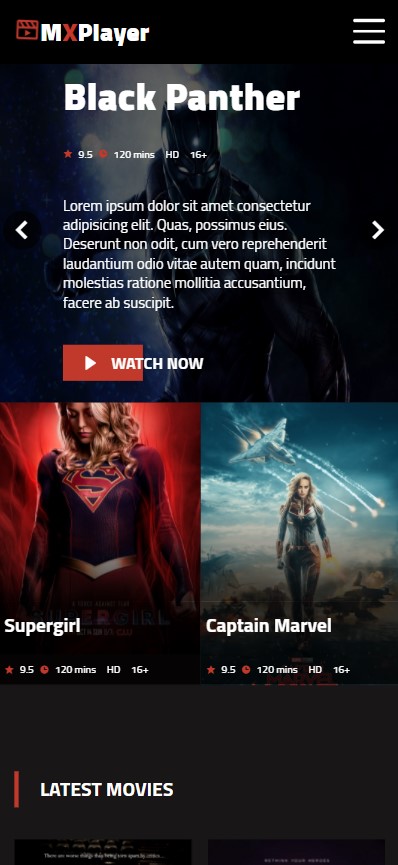 MXPlayer
Black Panther
9.5 120 mins HD 16+
Lorem ipsum dolor sit amet consectetur
adipisicing elit. Quas, possimus eius.
Deserunt non odit, cum vero reprehenderit
laudantium odio vitae autem quam, incidunt
molestias ratione mollitia accusantium,
facere ab suscipit.
WATCH NOW
SUPERGIRL
Supergirl
9.5 120 mins HD 16+
Captain Marvel
9.5 120 mins HD 16+
MARVEL
LATEST MOVIES